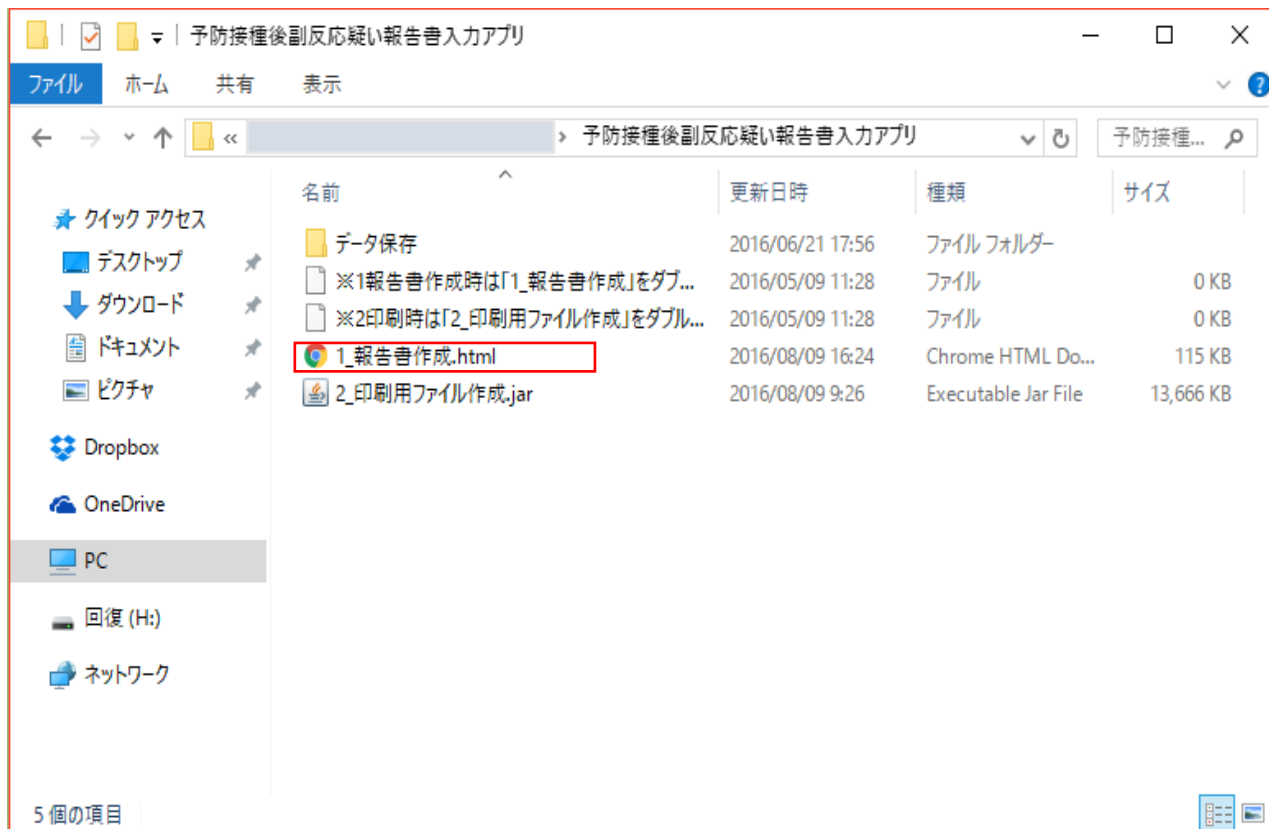 予防接種後副反応疑い報告書入力アプリ
ファイル ホーム 共有 表示
« › 予防接種後副反応疑い報告書入力アプリ 予防接種...
名前 更新日時 種類 サイズ
クイック アクセス
デスクトップ
ダウンロード
ドキュメント
ピクチャ
Dropbox
OneDrive
PC
回復 (H:)
ネットワーク
データ保存 2016/06/21 17:56 ファイル フォルダー
※1報告書作成時は「1_報告書作成」をダブ... 2016/05/09 11:28 ファイル 0 KB
※2印刷時は「2_印刷用ファイル作成」をダブル... 2016/05/09 11:28 ファイル 0 KB
1_報告書作成.html 2016/08/09 16:24 Chrome HTML Do... 115 KB
2_印刷用ファイル作成.jar 2016/08/09 9:26 Executable Jar File 13,666 KB
5 個の項目